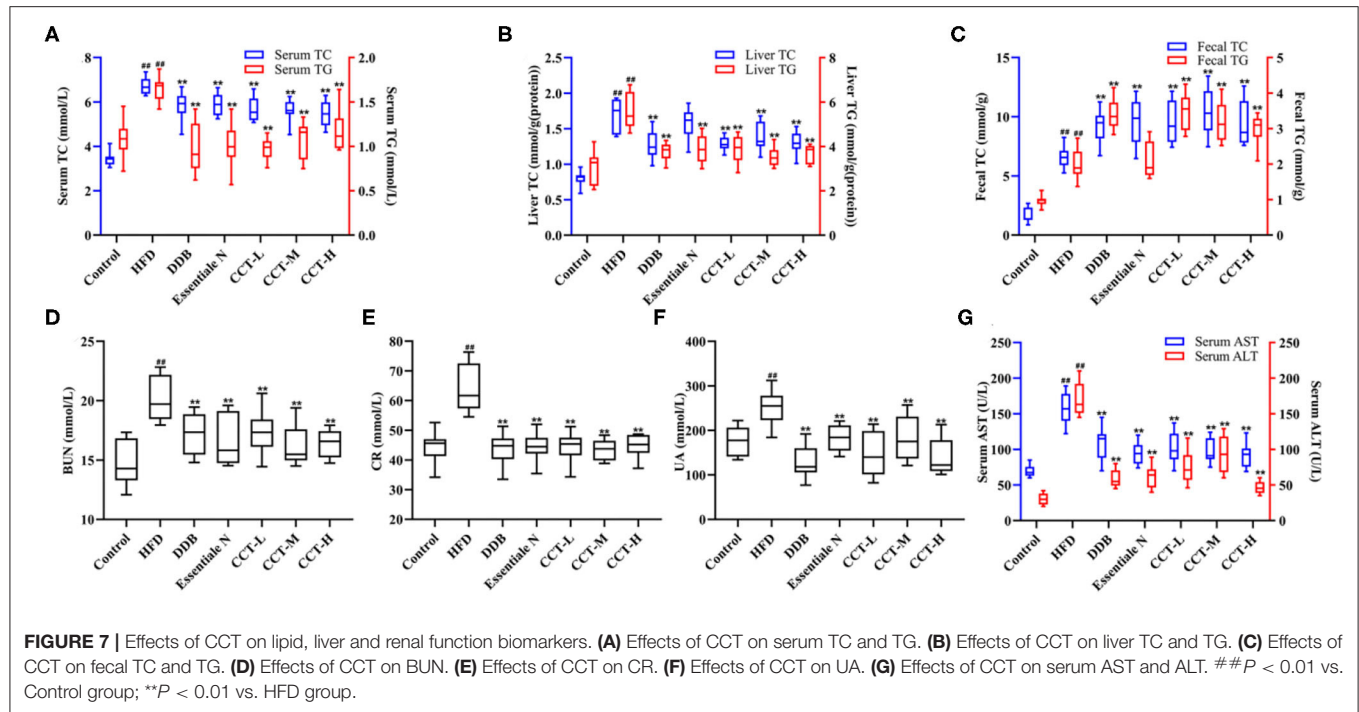 A
Serum TC
Serum TG
Serum TC (mmol/L)
8
6
4
2
0
## ## ** ** ** ** ** ** ** ** ** **
2.0
1.5
1.0
0.5
0.0
Serum TG (mmol/L)
Control
HFD
DDB
Essentiale N
CCT-L
CCT-M
CCT-H
B
Liver TC
Liver TG
Liver TC (mmol/g(protein))
2.5
2.0
1.5
1.0
0.5
0.0
## ## ** ** ** ** ** ** ** ** **
8
6
4
2
0
Liver TG (mmol/g(protein))
Control
HFD
DDB
Essentiale N
CCT-L
CCT-M
CCT-H
C
Fecal TC
Fecal TG
Fecal TC (mmol/g)
15
10
5
0
## ## ** ** ** ** ** ** ** ** **
5
4
3
2
1
0
Fecal TG (mmol/g)
Control
HFD
DDB
Essentiale N
CCT-L
CCT-M
CCT-H
D
BUN (mmol/L)
25
20
15
10
## ** ** ** ** **
Control
HFD
DDB
Essentiale N
CCT-L
CCT-M
CCT-H
E
CR (mmol/L)
80
70
60
50
40
30
20
## ** ** ** ** **
Control
HFD
DDB
Essentiale N
CCT-L
CCT-M
CCT-H
F
UA (mmol/L)
400
300
200
100
0
## ** ** ** ** **
Control
HFD
DDB
Essentiale N
CCT-L
CCT-M
CCT-H
G
Serum AST
Serum ALT
Serum AST (U/L)
250
200
150
100
50
0
## ## ** ** ** ** ** ** ** ** ** **
250
200
150
100
50
0
Serum ALT (U/L)
Control
HFD
DDB
Essentiale N
CCT-L
CCT-M
CCT-H
FIGURE 7 | Effects of CCT on lipid, liver and renal function biomarkers. (A) Effects of CCT on serum TC and TG. (B) Effects of CCT on liver TC and TG. (C) Effects of
CCT on fecal TC and TG. (D) Effects of CCT on BUN. (E) Effects of CCT on CR. (F) Effects of CCT on UA. (G) Effects of CCT on serum AST and ALT. ##P < 0.01 vs.
Control group; **P < 0.01 vs. HFD group.